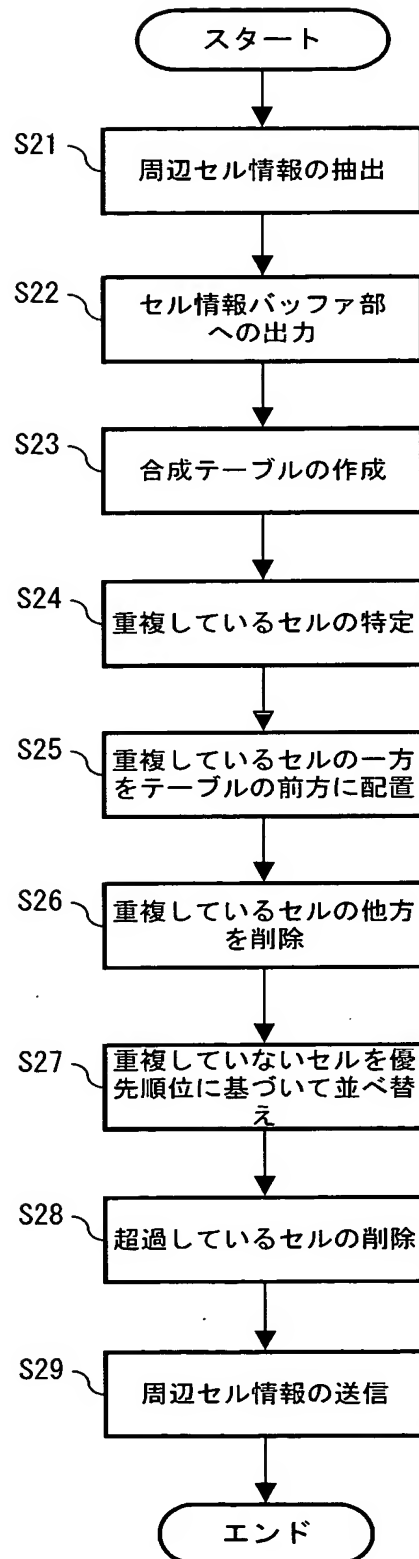 スタート
S21
周辺セル情報の抽出
S22
セル情報バッファ部
への出力
S23
合成テーブルの作成
S24
重複しているセルの特定
S25
重複しているセルの一方
をテーブルの前方に配置
S26
重複しているセルの他方
を削除
S27
重複していないセルを優
先順位に基づいて並べ替
え
S28
超過しているセルの削除
S29
周辺セル情報の送信
エンド